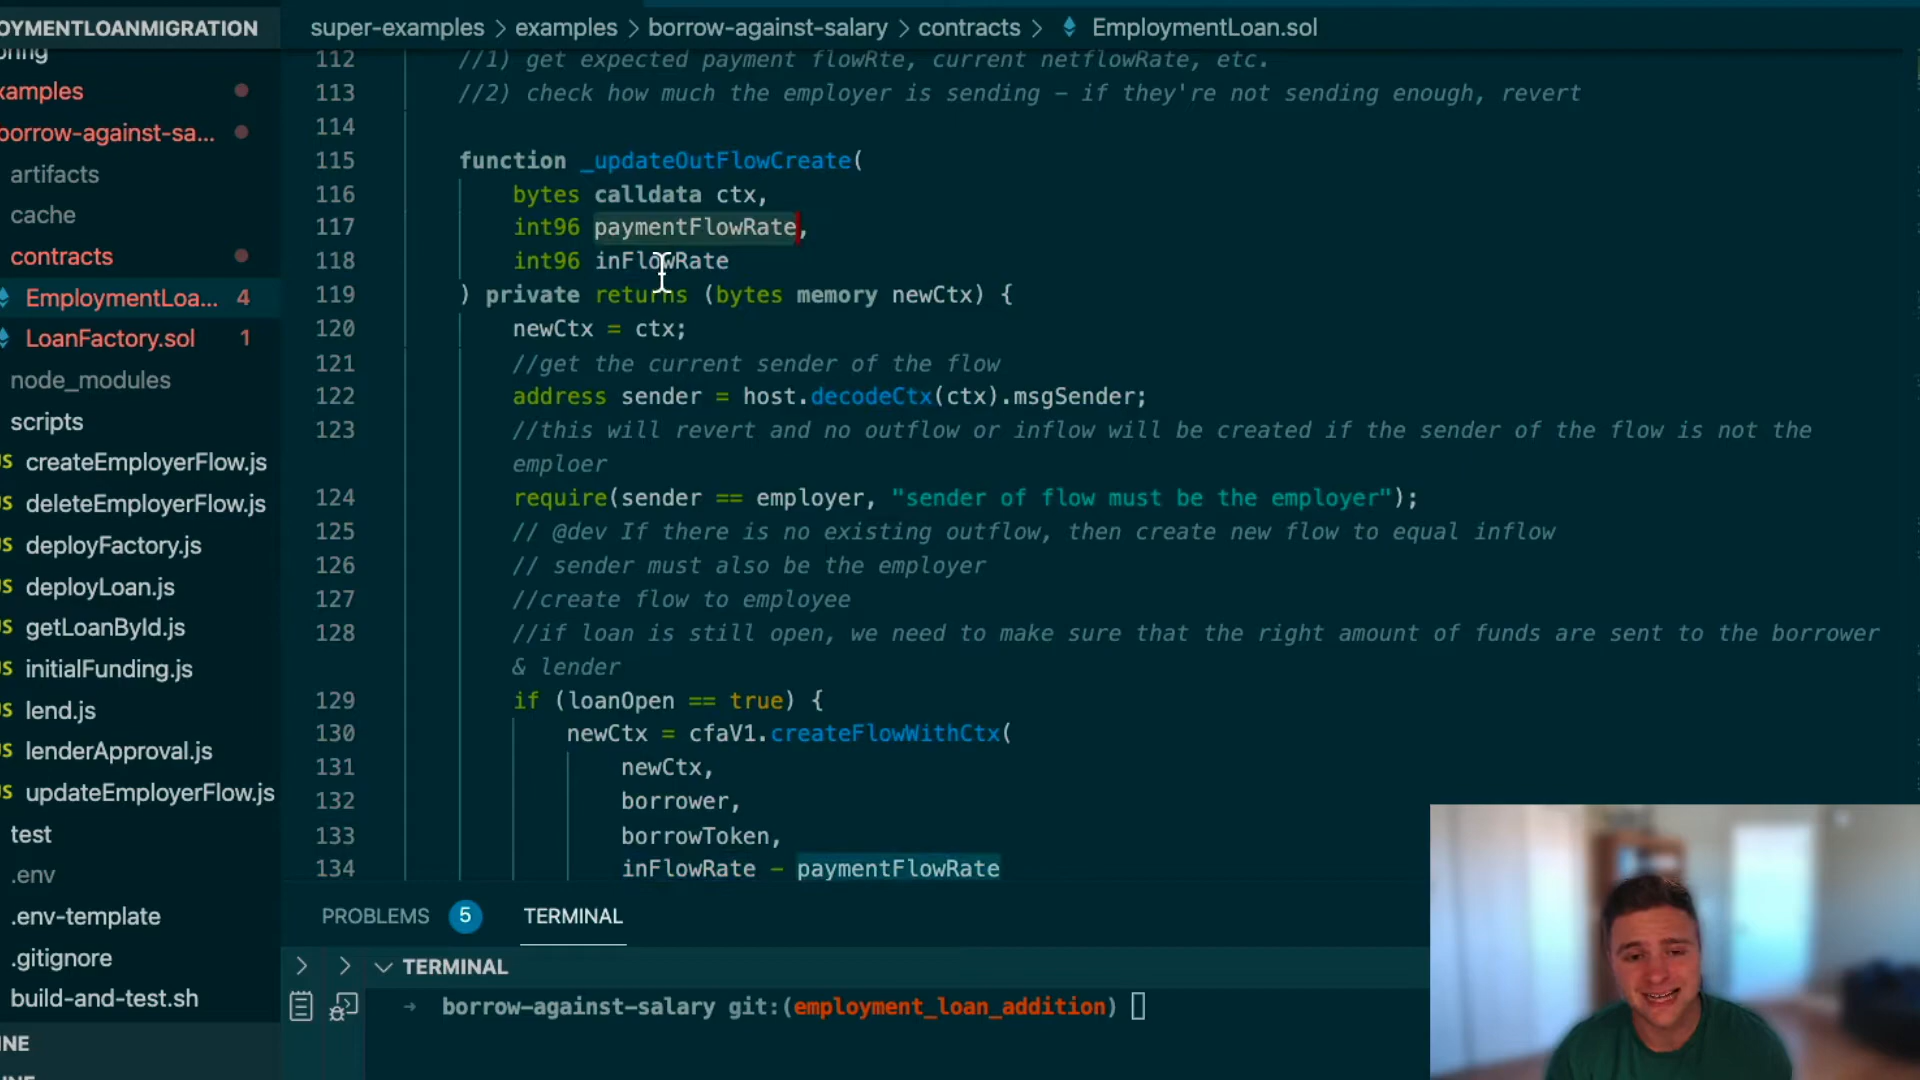 OYMENTLOANMIGRATION
super-examples > examples > borrow-against-salary > contracts > EmploymentLoan.sol
xamples
borrow-against-sa...
artifacts
cache
contracts
EmploymentLoa... 4
LoanFactory.sol 1
node_modules
scripts
JS createEmployerFlow.js
JS deleteEmployerFlow.js
JS deployFactory.js
JS deployLoan.js
JS getLoanById.js
JS initialFunding.js
JS lend.js
JS lenderApproval.js
JS updateEmployerFlow.js
test
.env
.env-template
.gitignore
build-and-test.sh
INE
112 //1) get expected payment flowRte, current netflowRate, etc.
113 //2) check how much the employer is sending - if they're not sending enough, revert
114
115 function _updateOutFlowCreate(
116 bytes calldata ctx,
117 int96 paymentFlowRate,
118 int96 inFlowRate
119 ) private returns (bytes memory newCtx) {
120 newCtx = ctx;
121 //get the current sender of the flow
122 address sender = host.decodeCtx(ctx).msgSender;
123 //this will revert and no outflow or inflow will be created if the sender of the flow is not the
emploer
124 require(sender == employer, "sender of flow must be the employer");
125 // @dev If there is no existing outflow, then create new flow to equal inflow
126 // sender must also be the employer
127 //create flow to employee
128 //if loan is still open, we need to make sure that the right amount of funds are sent to the borrower
& lender
129 if (loanOpen == true) {
130 newCtx = cfaV1.createFlowWithCtx(
131 newCtx,
132 borrower,
133 borrowToken,
134 inFlowRate - paymentFlowRate
PROBLEMS 5 TERMINAL
TERMINAL
→ borrow-against-salary git:(employment_loan_addition)